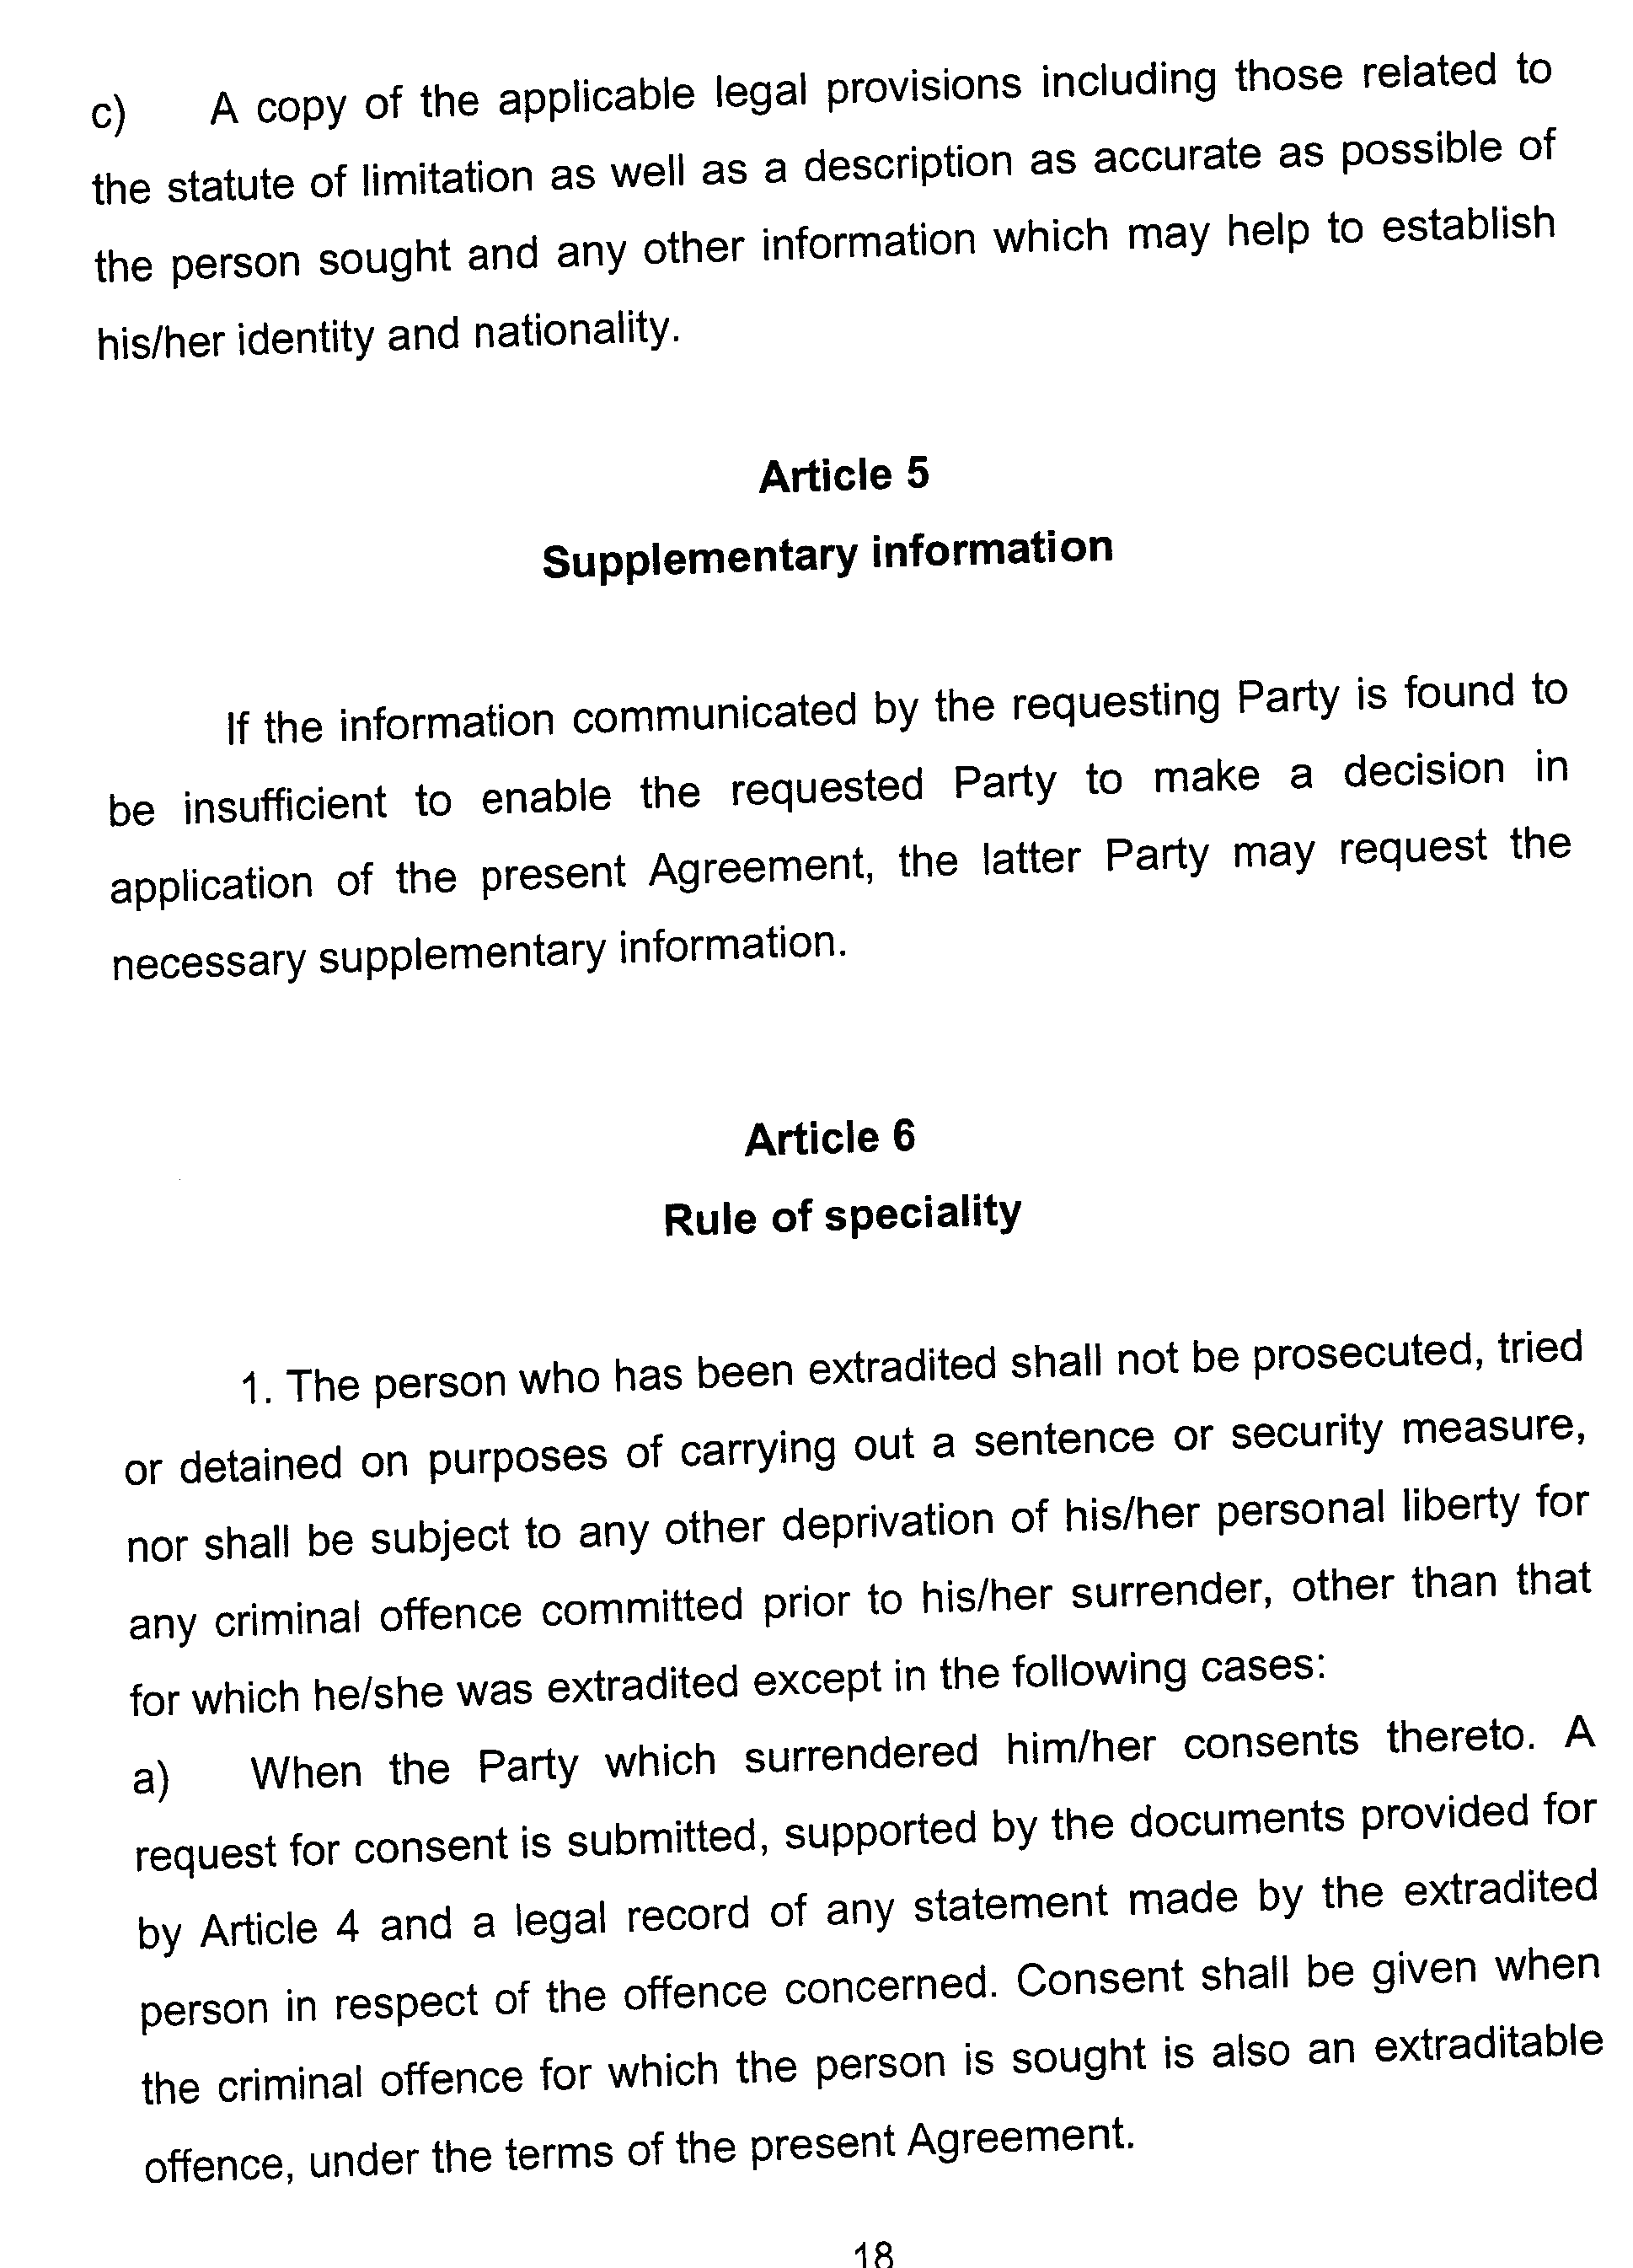 c) A copy of the applicable legal provisions including those related to
the statute of limitation as well as a description as accurate as possible of
the person sought and any other information which may help to establish
his/her identity and nationality.
Article 5
Supplementary information
If the information communicated by the requesting Party is found to
be insufficient to enable the requested Party to make a decision in
application of the present Agreement, the latter Party may request the
necessary supplementary information.
Article 6
Rule of speciality
1. The person who has been extradited shall not be prosecuted, tried
or detained on purposes of carrying out a sentence or security measure,
nor shall be subject to any other deprivation of his/her personal liberty for
any criminal offence committed prior to his/her surrender, other than that
for which he/she was extradited except in the following cases:
a) When the Party which surrendered him/her consents thereto. A
request for consent is submitted, supported by the documents provided for
by Article 4 and a legal record of any statement made by the extradited
person in respect of the offence concerned. Consent shall be given when
the criminal offence for which the person is sought is also an extraditable
offence, under the terms of the present Agreement.
18